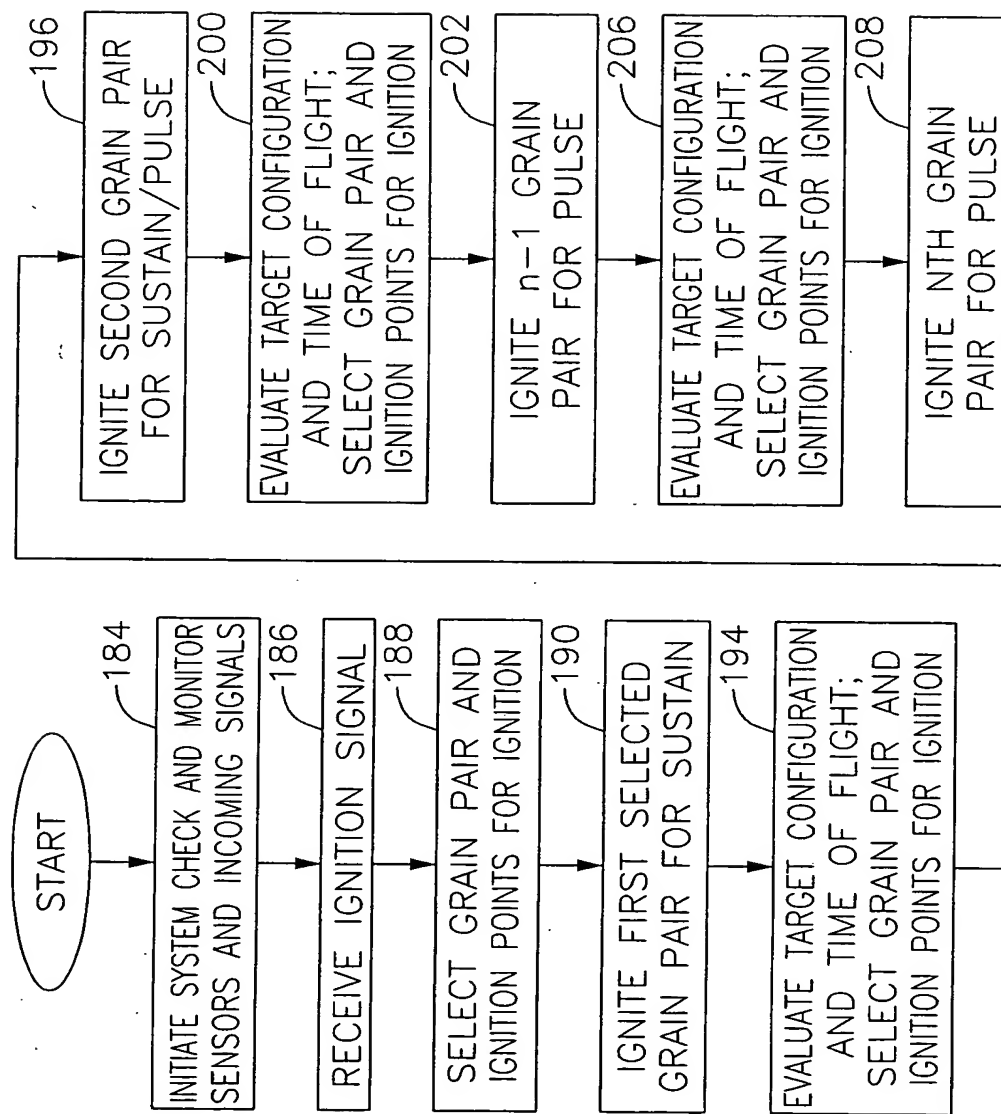 START
184
INITIATE SYSTEM CHECK AND MONITOR
SENSORS AND INCOMING SIGNALS
186
RECEIVE IGNITION SIGNAL
188
SELECT GRAIN PAIR AND
IGNITION POINTS FOR IGNITION
190
IGNITE FIRST SELECTED
GRAIN PAIR FOR SUSTAIN
194
EVALUATE TARGET CONFIGURATION
AND TIME OF FLIGHT;
SELECT GRAIN PAIR AND
IGNITION POINTS FOR IGNITION
196
IGNITE SECOND GRAIN PAIR
FOR SUSTAIN/PULSE
200
EVALUATE TARGET CONFIGURATION
AND TIME OF FLIGHT;
SELECT GRAIN PAIR AND
IGNITION POINTS FOR IGNITION
202
IGNITE n-1 GRAIN
PAIR FOR PULSE
206
EVALUATE TARGET CONFIGURATION
AND TIME OF FLIGHT;
SELECT GRAIN PAIR AND
IGNITION POINTS FOR IGNITION
208
IGNITE NTH GRAIN
PAIR FOR PULSE